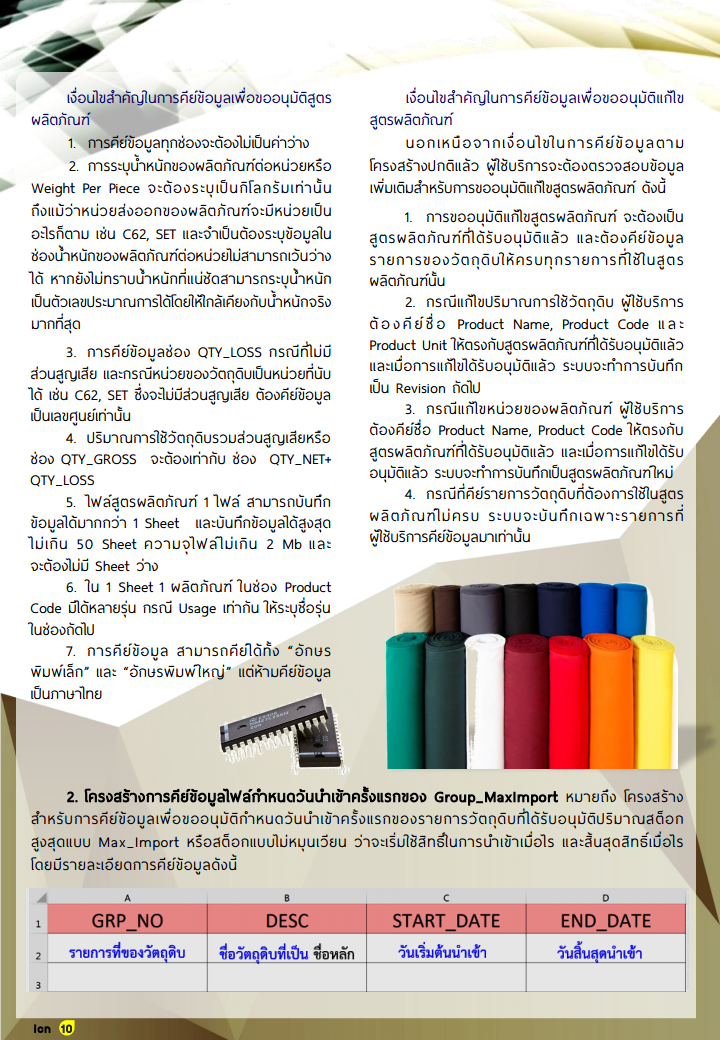 เงื่อนไขสำคัญในการคีย์ข้อมูลเพื่อขออนุมัติสูตร
ผลิตภัณฑ์
1. การคีย์ข้อมูลทุกช่องจะต้องไม่เป็นค่าว่าง
2. การระบุน้ำหนักของผลิตภัณฑ์ต่อหน่วยหรือ
Weight Per Piece จะต้องระบุเป็นกิโลกรัมเท่านั้น
ถึงแม้ว่าหน่วยส่งออกของผลิตภัณฑ์จะมีหน่วยเป็น
อะไรก็ตาม เช่น C62, SET และจำเป็นต้องระบุข้อมูลใน
ช่องน้ำหนักของผลิตภัณฑ์ต่อหน่วยไม่สามารถเว้นว่าง
ได้ หากยังไม่ทราบน้ำหนักที่แน่ชัดสามารถระบุน้ำหนัก
เป็นตัวเลขประมาณการได้โดยให้ใกล้เคียงกับน้ำหนักจริง
มากที่สุด
3. การคีย์ข้อมูลช่อง QTY_LOSS กรณีที่ไม่มี
ส่วนสูญเสีย และกรณีหน่วยของวัตถุดิบเป็นหน่วยที่นับ
ได้ เช่น C62, SET ซึ่งจะไม่มีส่วนสูญเสีย ต้องคีย์ข้อมูล
เป็นเลขศูนย์เท่านั้น
4. ปริมาณการใช้วัตถุดิบรวมส่วนสูญเสียหรือ
ช่อง QTY_GROSS จะต้องเท่ากับ ช่อง QTY_NET+
QTY_LOSS
5. ไฟล์สูตรผลิตภัณฑ์ 1 ไฟล์ สามารถบันทึก
ข้อมูลได้มากกว่า 1 Sheet และบันทึกข้อมูลได้สูงสุด
ไม่เกิน 50 Sheet ความจุไฟล์ไม่เกิน 2 Mb และ
จะต้องไม่มี Sheet ว่าง
6. ใน 1 Sheet 1 ผลิตภัณฑ์ ในช่อง Product
Code มีได้หลายรุ่น กรณี Usage เท่ากัน ให้ระบุชื่อรุ่น
ในช่องถัดไป
7. การคีย์ข้อมูล สามารถคีย์ได้ทั้ง “อักษร
พิมพ์เล็ก” และ “อักษรพิมพ์ใหญ่” แต่ห้ามคีย์ข้อมูล
เป็นภาษาไทย
เงื่อนไขสำคัญในการคีย์ข้อมูลเพื่อขออนุมัติแก้ไข
สูตรผลิตภัณฑ์
นอกเหนือจากเงื่อนไขในการคีย์ข้อมูลตาม
โครงสร้างปกติแล้ว ผู้ใช้บริการจะต้องตรวจสอบข้อมูล
เพิ่มเติมสำหรับการขออนุมัติแก้ไขสูตรผลิตภัณฑ์ ดังนี้
1. การขออนุมัติแก้ไขสูตรผลิตภัณฑ์ จะต้องเป็น
สูตรผลิตภัณฑ์ที่ได้รับอนุมัติแล้ว และต้องคีย์ข้อมูล
รายการของวัตถุดิบให้ครบทุกรายการที่ใช้ในสูตร
ผลิตภัณฑ์นั้น
2. กรณีแก้ไขปริมาณการใช้วัตถุดิบ ผู้ใช้บริการ
ต้องคีย์ชื่อ Product Name, Product Code และ
Product Unit ให้ตรงกับสูตรผลิตภัณฑ์ที่ได้รับอนุมัติแล้ว
และเมื่อการแก้ไขได้รับอนุมัติแล้ว ระบบจะทำการบันทึก
เป็น Revision ถัดไป
3. กรณีแก้ไขหน่วยของผลิตภัณฑ์ ผู้ใช้บริการ
ต้องคีย์ชื่อ Product Name, Product Code ให้ตรงกับ
สูตรผลิตภัณฑ์ที่ได้รับอนุมัติแล้ว และเมื่อการแก้ไขได้รับ
อนุมัติแล้ว ระบบจะทำการบันทึกเป็นสูตรผลิตภัณฑ์ใหม่
4. กรณีที่คีย์รายการวัตถุดิบที่ต้องการใช้ในสูตร
ผลิตภัณฑ์ไม่ครบ ระบบจะบันทึกเฉพาะรายการที่
ผู้ใช้บริการคีย์ข้อมูลมาเท่านั้น
2. โครงสร้างการคีย์ข้อมูลไฟล์กำหนดวันนำเข้าครั้งแรกของ Group_MaxImport หมายถึง โครงสร้าง
สำหรับการคีย์ข้อมูลเพื่อขออนุมัติกำหนดวันนำเข้าครั้งแรกของรายการวัตถุดิบที่ได้รับอนุมัติปริมาณสต็อก
สูงสุดแบบ Max_Import หรือสต็อกแบบไม่หมุนเวียน ว่าจะเริ่มใช้สิทธิ์ในการนำเข้าเมื่อไร และสิ้นสุดสิทธิ์เมื่อไร
โดยมีรายละเอียดการคีย์ข้อมูลดังนี้
A B C D
1 GRP_NO DESC START_DATE END_DATE
2 รายการที่ของวัตถุดิบ ชื่อวัตถุดิบที่เป็น ชื่อหลัก วันเริ่มต้นนำเข้า วันสิ้นสุดนำเข้า
3
Icn 10